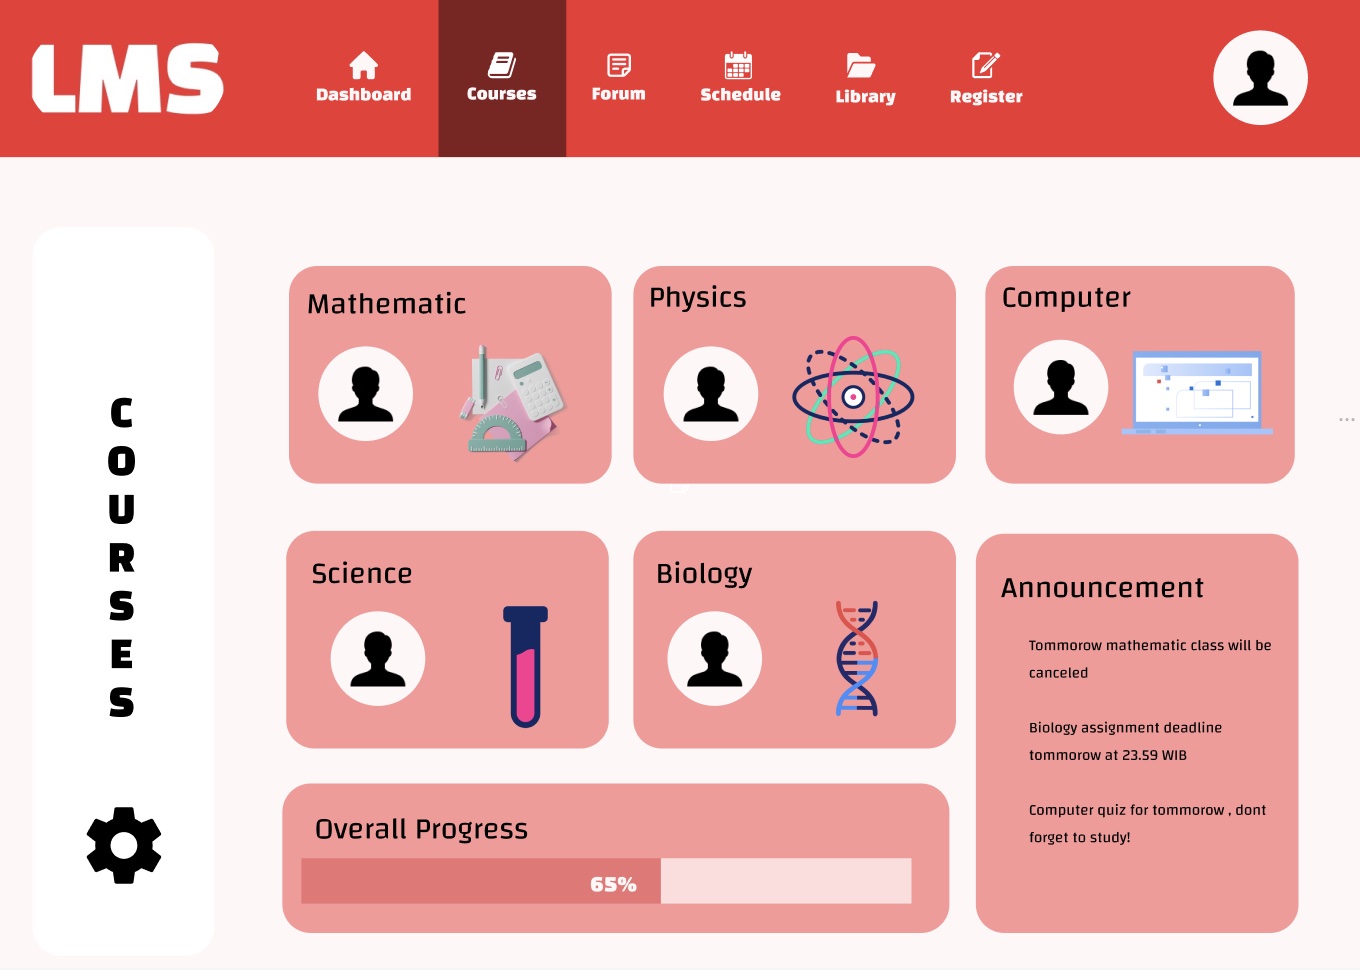 LMS
Dashboard
Courses
Forum
Schedule
Library
Register
C
O
U
R
S
E
S
Mathematic
Physics
Computer
Science
Biology
Announcement
Tommorow mathematic class will be
canceled
Biology assignment deadline
tommorow at 23.59 WIB
Computer quiz for tommorow , dont
forget to study!
Overall Progress
65%